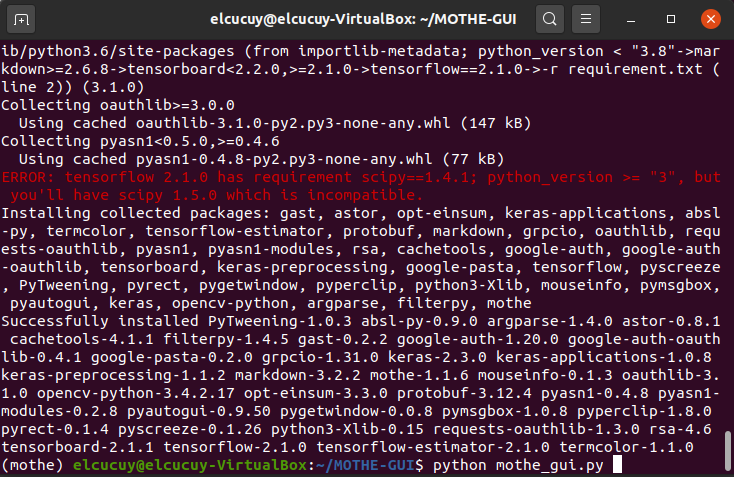 elcucuy@elcucuy-VirtualBox: ~/MOTHE-GUI
ib/python3.6/site-packages (from importlib-metadata; python_version < "3.8"->mar
kdown>=2.6.8->tensorboard<2.2.0,>=2.1.0->tensorflow==2.1.0->-r requirement.txt (
line 2)) (3.1.0)
Collecting oauthlib>=3.0.0
  Using cached oauthlib-3.1.0-py2.py3-none-any.whl (147 kB)
Collecting pyasn1<0.5.0,>=0.4.6
  Using cached pyasn1-0.4.8-py2.py3-none-any.whl (77 kB)
ERROR: tensorflow 2.1.0 has requirement scipy==1.4.1; python_version >= "3", but
 you'll have scipy 1.5.0 which is incompatible.
Installing collected packages: gast, astor, opt-einsum, keras-applications, absl
-py, termcolor, tensorflow-estimator, protobuf, markdown, grpcio, oauthlib, requ
ests-oauthlib, pyasn1, pyasn1-modules, rsa, cachetools, google-auth, google-auth
-oauthlib, tensorboard, keras-preprocessing, google-pasta, tensorflow, pyscreeze
, PyTweening, pyrect, pygetwindow, pyperclip, python3-Xlib, mouseinfo, pymsgbox,
 pyautogui, keras, opencv-python, argparse, filterpy, mothe
Successfully installed PyTweening-1.0.3 absl-py-0.9.0 argparse-1.4.0 astor-0.8.1
 cachetools-4.1.1 filterpy-1.4.5 gast-0.2.2 google-auth-1.20.0 google-auth-oauth
lib-0.4.1 google-pasta-0.2.0 grpcio-1.31.0 keras-2.3.0 keras-applications-1.0.8
keras-preprocessing-1.1.2 markdown-3.2.2 mothe-1.1.6 mouseinfo-0.1.3 oauthlib-3.
1.0 opencv-python-3.4.2.17 opt-einsum-3.3.0 protobuf-3.12.4 pyasn1-0.4.8 pyasn1-
modules-0.2.8 pyautogui-0.9.50 pygetwindow-0.0.8 pymsgbox-1.0.8 pyperclip-1.8.0
pyrect-0.1.4 pyscreeze-0.1.26 python3-Xlib-0.15 requests-oauthlib-1.3.0 rsa-4.6
tensorboard-2.1.1 tensorflow-2.1.0 tensorflow-estimator-2.1.0 termcolor-1.1.0
(mothe) elcucuy@elcucuy-VirtualBox:~/MOTHE-GUI$ python mothe_gui.py